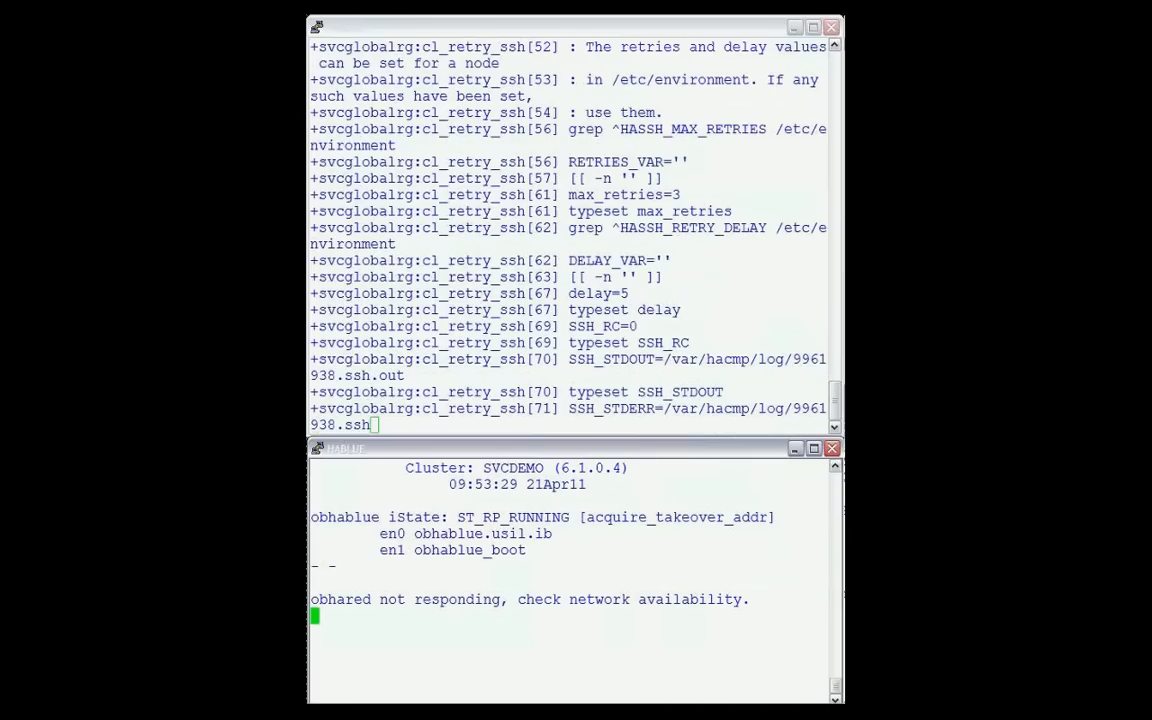 +svcglobalrg:cl_retry_ssh[52] : The retries and delay values
 can be set for a node
+svcglobalrg:cl_retry_ssh[53] : in /etc/environment. If any
such values have been set,
+svcglobalrg:cl_retry_ssh[54] : use them.
+svcglobalrg:cl_retry_ssh[56] grep ^HASSH_MAX_RETRIES /etc/e
nvironment
+svcglobalrg:cl_retry_ssh[56] RETRIES_VAR=''
+svcglobalrg:cl_retry_ssh[57] [[ -n '' ]]
+svcglobalrg:cl_retry_ssh[61] max_retries=3
+svcglobalrg:cl_retry_ssh[61] typeset max_retries
+svcglobalrg:cl_retry_ssh[62] grep ^HASSH_RETRY_DELAY /etc/e
nvironment
+svcglobalrg:cl_retry_ssh[62] DELAY_VAR=''
+svcglobalrg:cl_retry_ssh[63] [[ -n '' ]]
+svcglobalrg:cl_retry_ssh[67] delay=5
+svcglobalrg:cl_retry_ssh[67] typeset delay
+svcglobalrg:cl_retry_ssh[69] SSH_RC=0
+svcglobalrg:cl_retry_ssh[69] typeset SSH_RC
+svcglobalrg:cl_retry_ssh[70] SSH_STDOUT=/var/hacmp/log/9961
938.ssh.out
+svcglobalrg:cl_retry_ssh[70] typeset SSH_STDOUT
+svcglobalrg:cl_retry_ssh[71] SSH_STDERR=/var/hacmp/log/9961
938.ssh
HABLUE
Cluster: SVCDEMO (6.1.0.4)
09:53:29 21Apr11
obhablue iState: ST_RP_RUNNING [acquire_takeover_addr]
en0 obhablue.usil.ib
en1 obhablue_boot
- -
obhared not responding, check network availability.